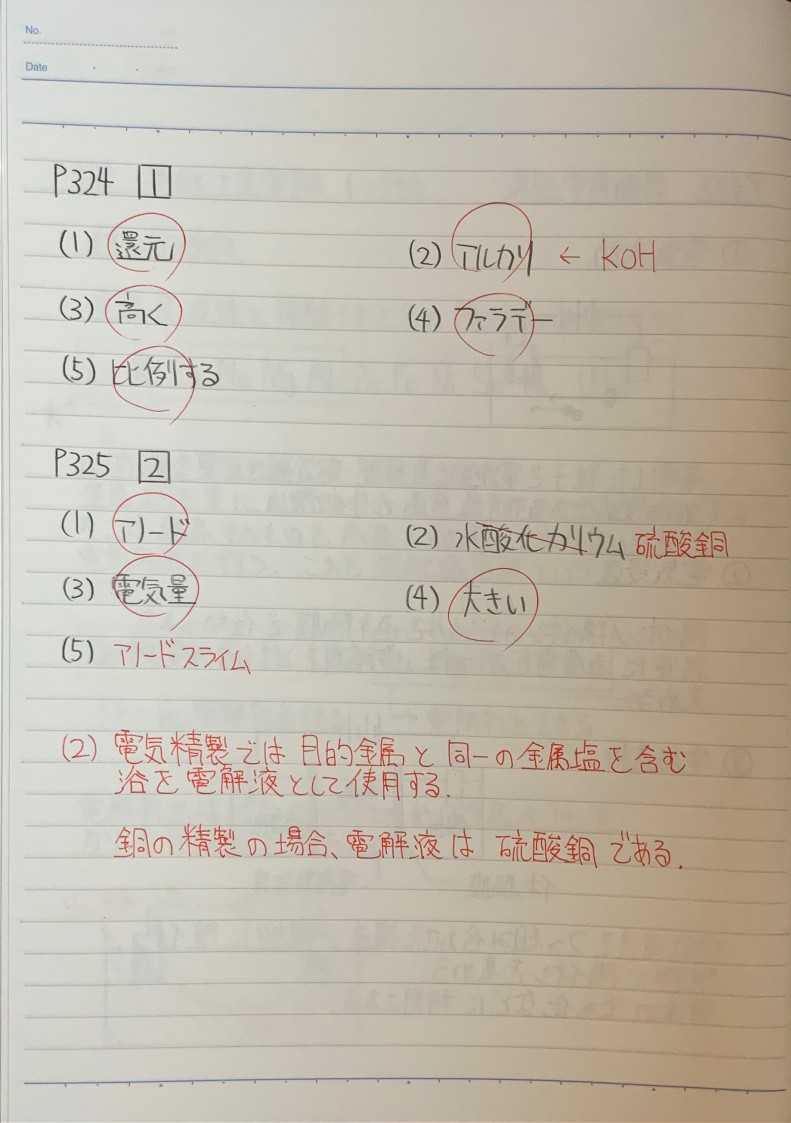 No.
Date
P324 1
(1) 還元 (2) アルカリ ← KOH
(3) 高く (4) ファラデー
(5) 比例する
P325 2
(1) アノード (2) 水酸化カリウム 硫酸銅
(3) 電気量 (4) 大きい
(5) アノードスライム
(2) 電気精製では目的金属と同一の金属塩を含む
浴を電解液として使用する.
銅の精製の場合、電解液は硫酸銅である.